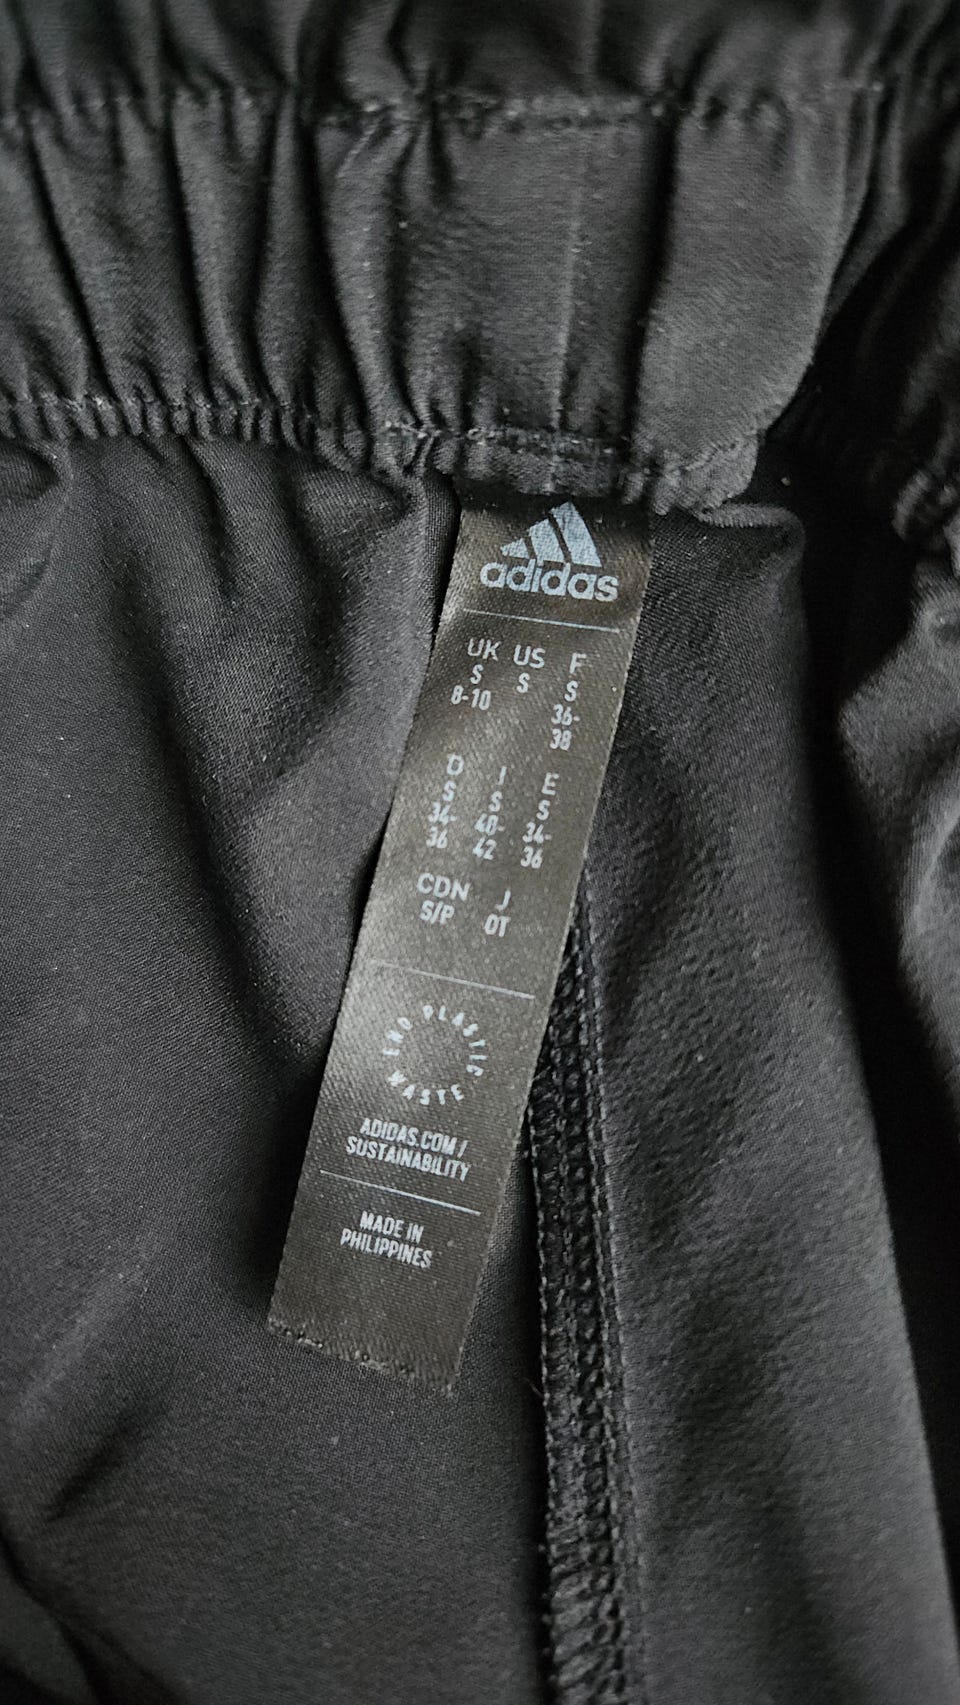 adidas
UK US F
S S S
8-10 36-
38
D I E
S S S
34- 40- 34-
36 42 36
CDN J
S/P OT
END PLASTIC WASTE
ADIDAS.COM/
SUSTAINABILITY
MADE IN
PHILIPPINES